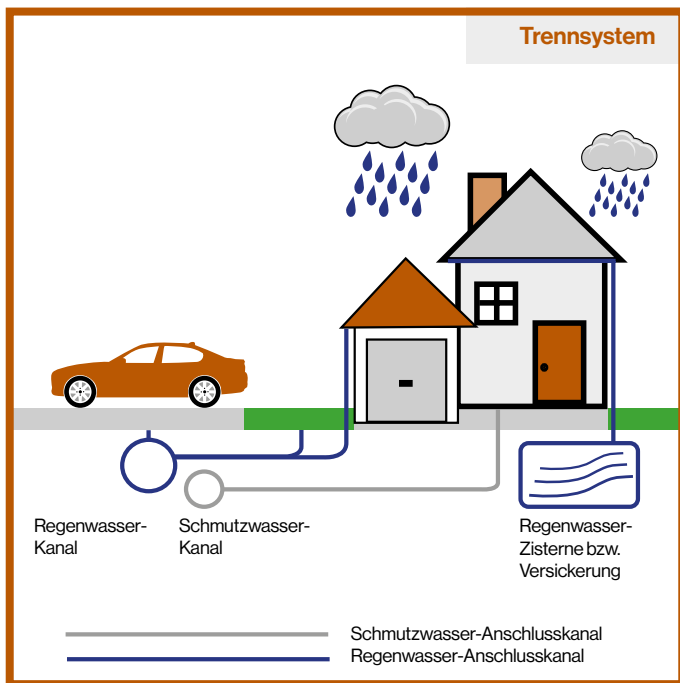 Trennsystem
Regenwasser-
Kanal
Schmutzwasser-
Kanal
Regenwasser-
Zisterne bzw.
Versickerung
Schmutzwasser-Anschlusskanal
Regenwasser-Anschlusskanal